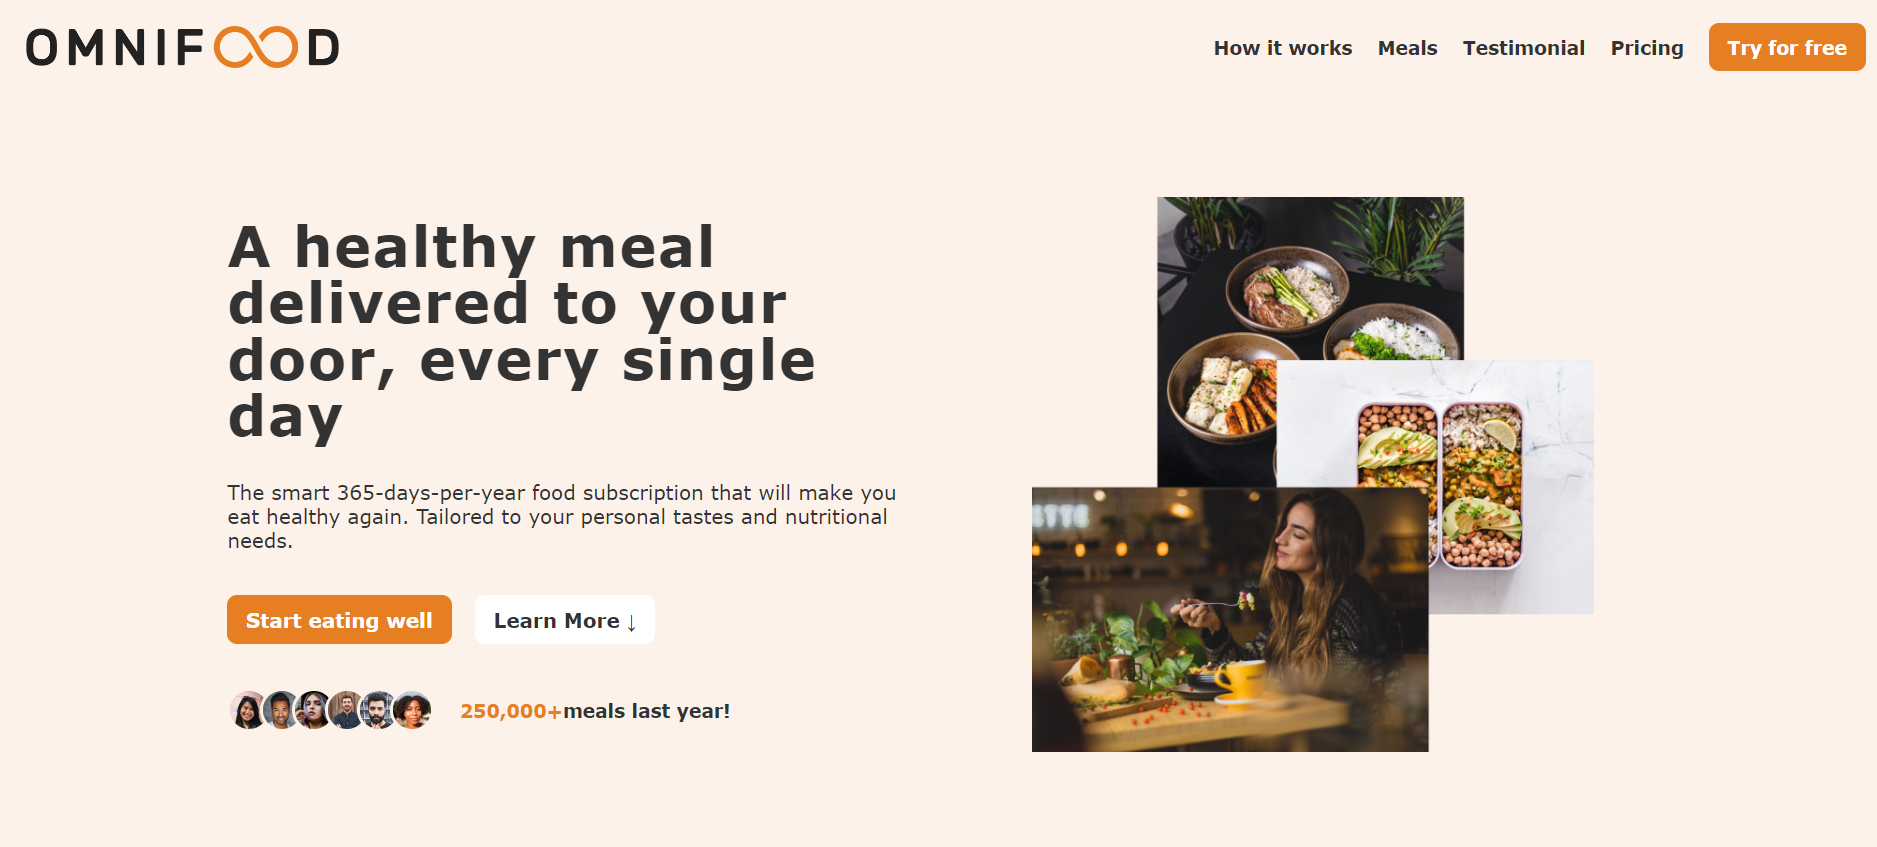 OMNIFOOD
How it works Meals Testimonial Pricing Try for free
A healthy meal
delivered to your
door, every single
day
The smart 365-days-per-year food subscription that will make you
eat healthy again. Tailored to your personal tastes and nutritional
needs.
Start eating well Learn More ↓
250,000+meals last year!